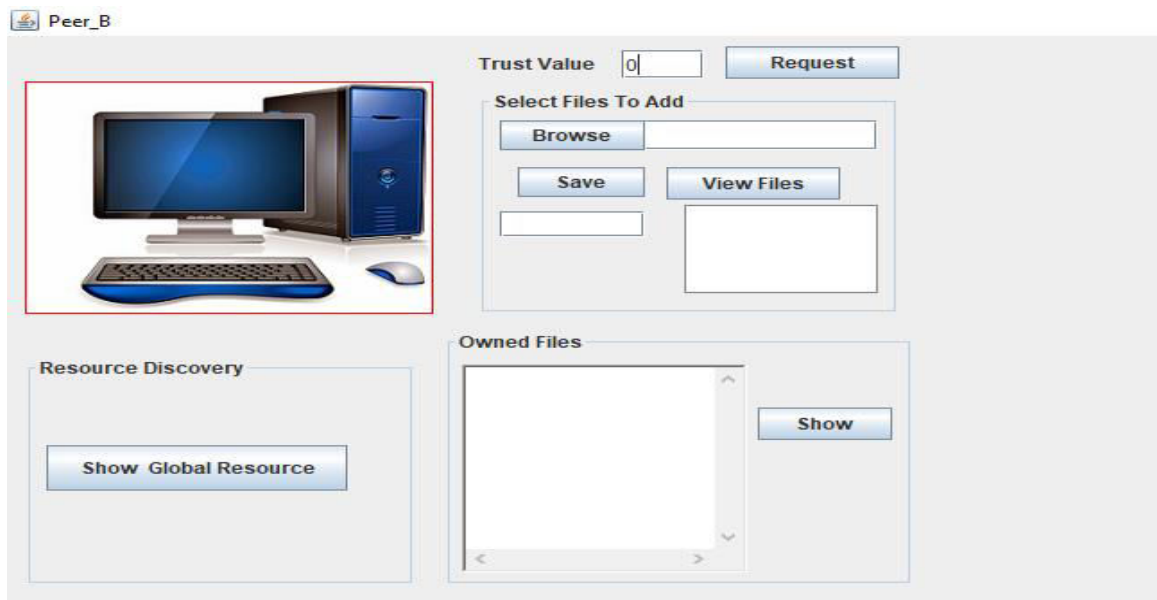 Peer_B
Trust Value 0 Request
Select Files To Add
Browse
Save View Files
Owned Files
Resource Discovery
Show
Show Global Resource